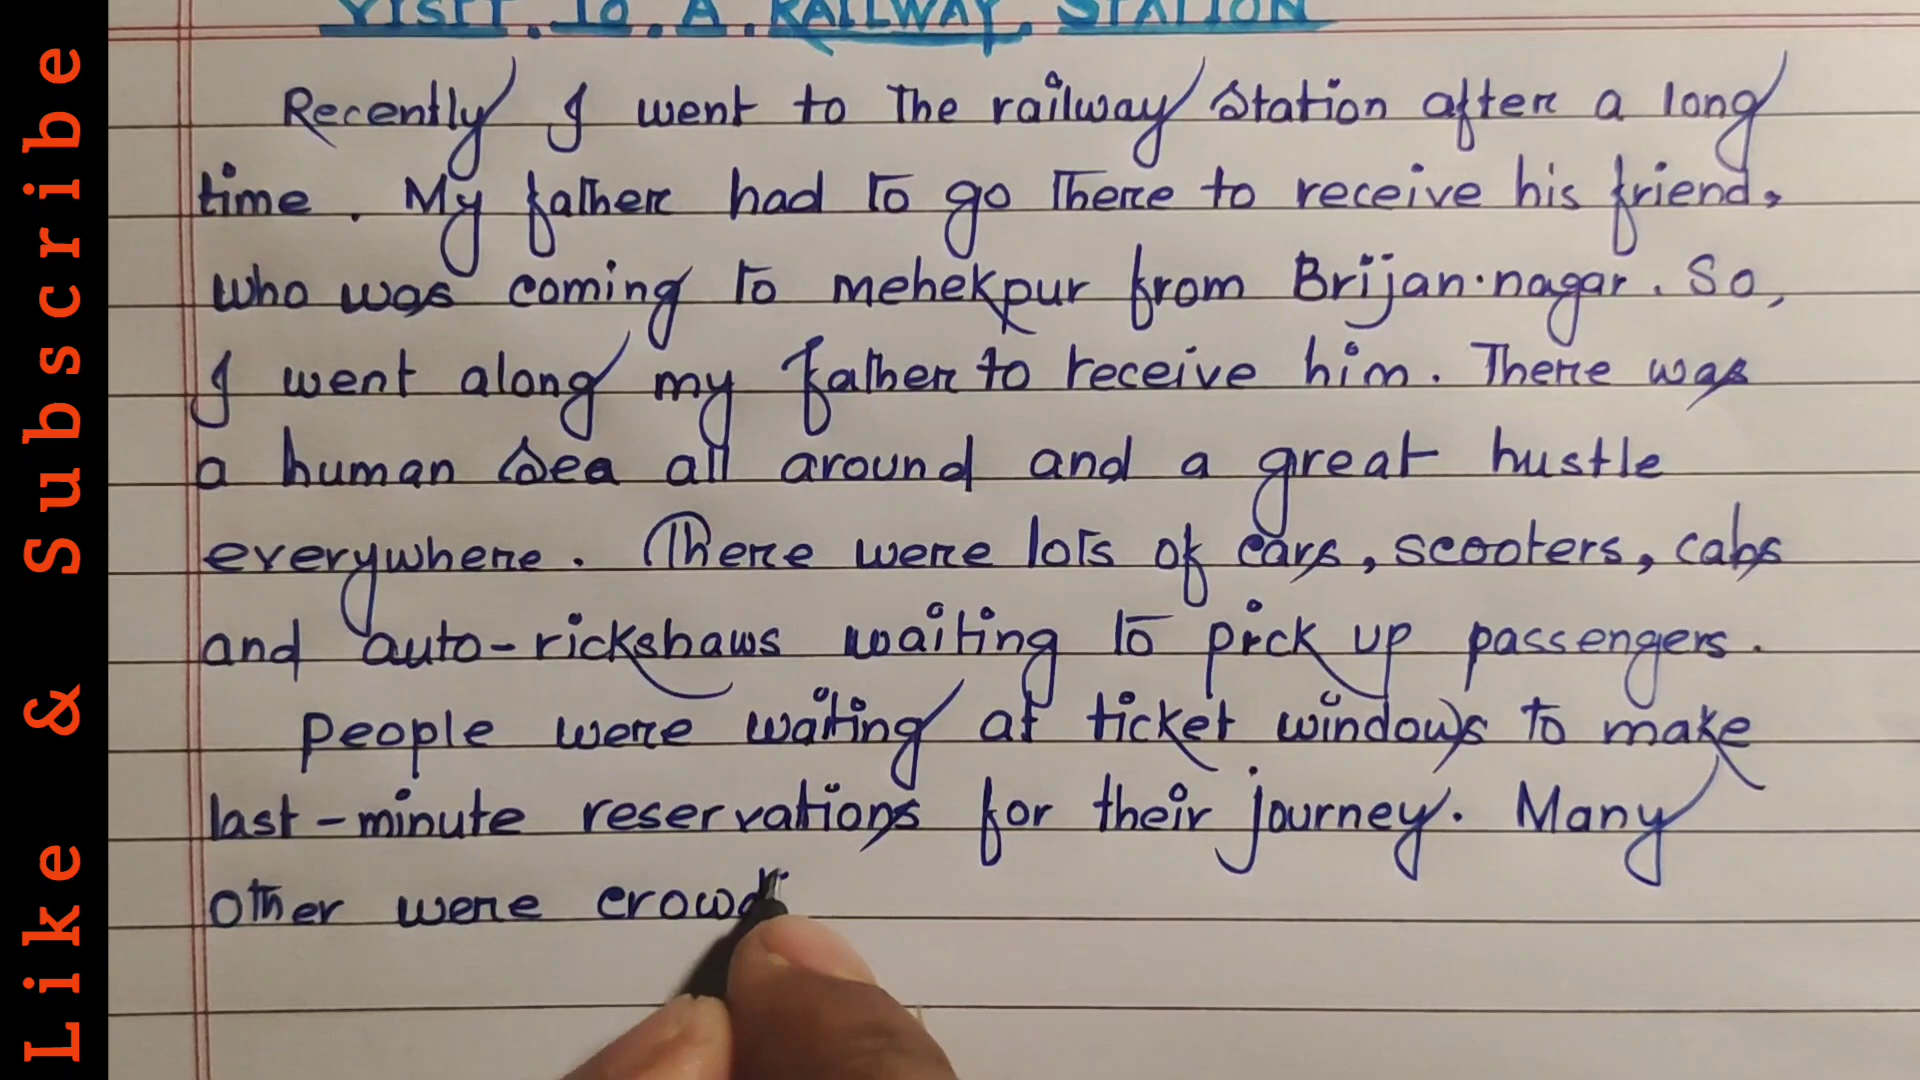 VISIT. TO. A. RAILWAY. STATION
Recently I went to the railway station after a long
time. My father had to go there to receive his friend,
who was coming to mehekpur from Brijan-nagar. So,
I went along my father to receive him. There was
a human sea all around and a great hustle
everywhere. There were lots of cars, scooters, cabs
and auto-rickshaws waiting to pick up passengers.
People were waiting at ticket windows to make
last-minute reservations for their journey. Many
other were crowd
Like & Subscribe